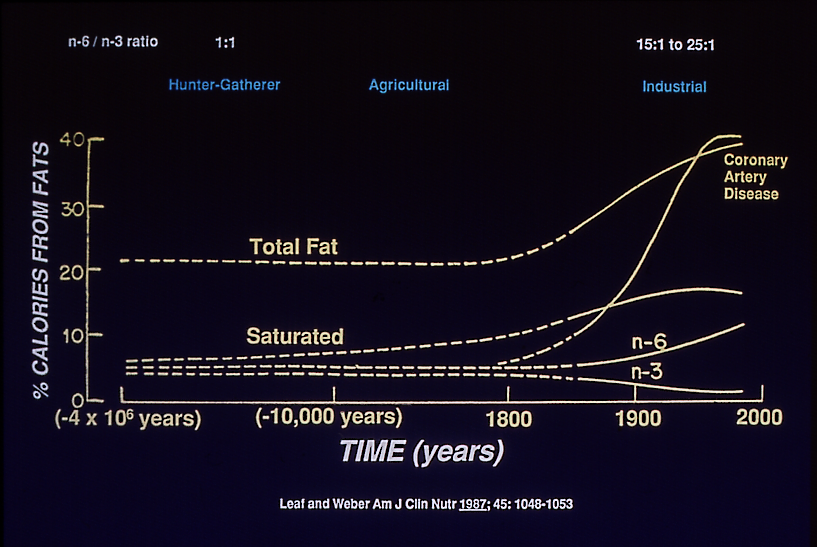 n-6 / n-3 ratio 1:1 15:1 to 25:1
Hunter-Gatherer Agricultural Industrial
% CALORIES FROM FATS
40
30
20
10
0
Coronary
Artery
Disease
Total Fat
Saturated
n-6
n-3
(-4 x 10⁶ years) (-10,000 years) 1800 1900 2000
TIME (years)
Leaf and Weber Am J Clin Nutr 1987; 45: 1048-1053